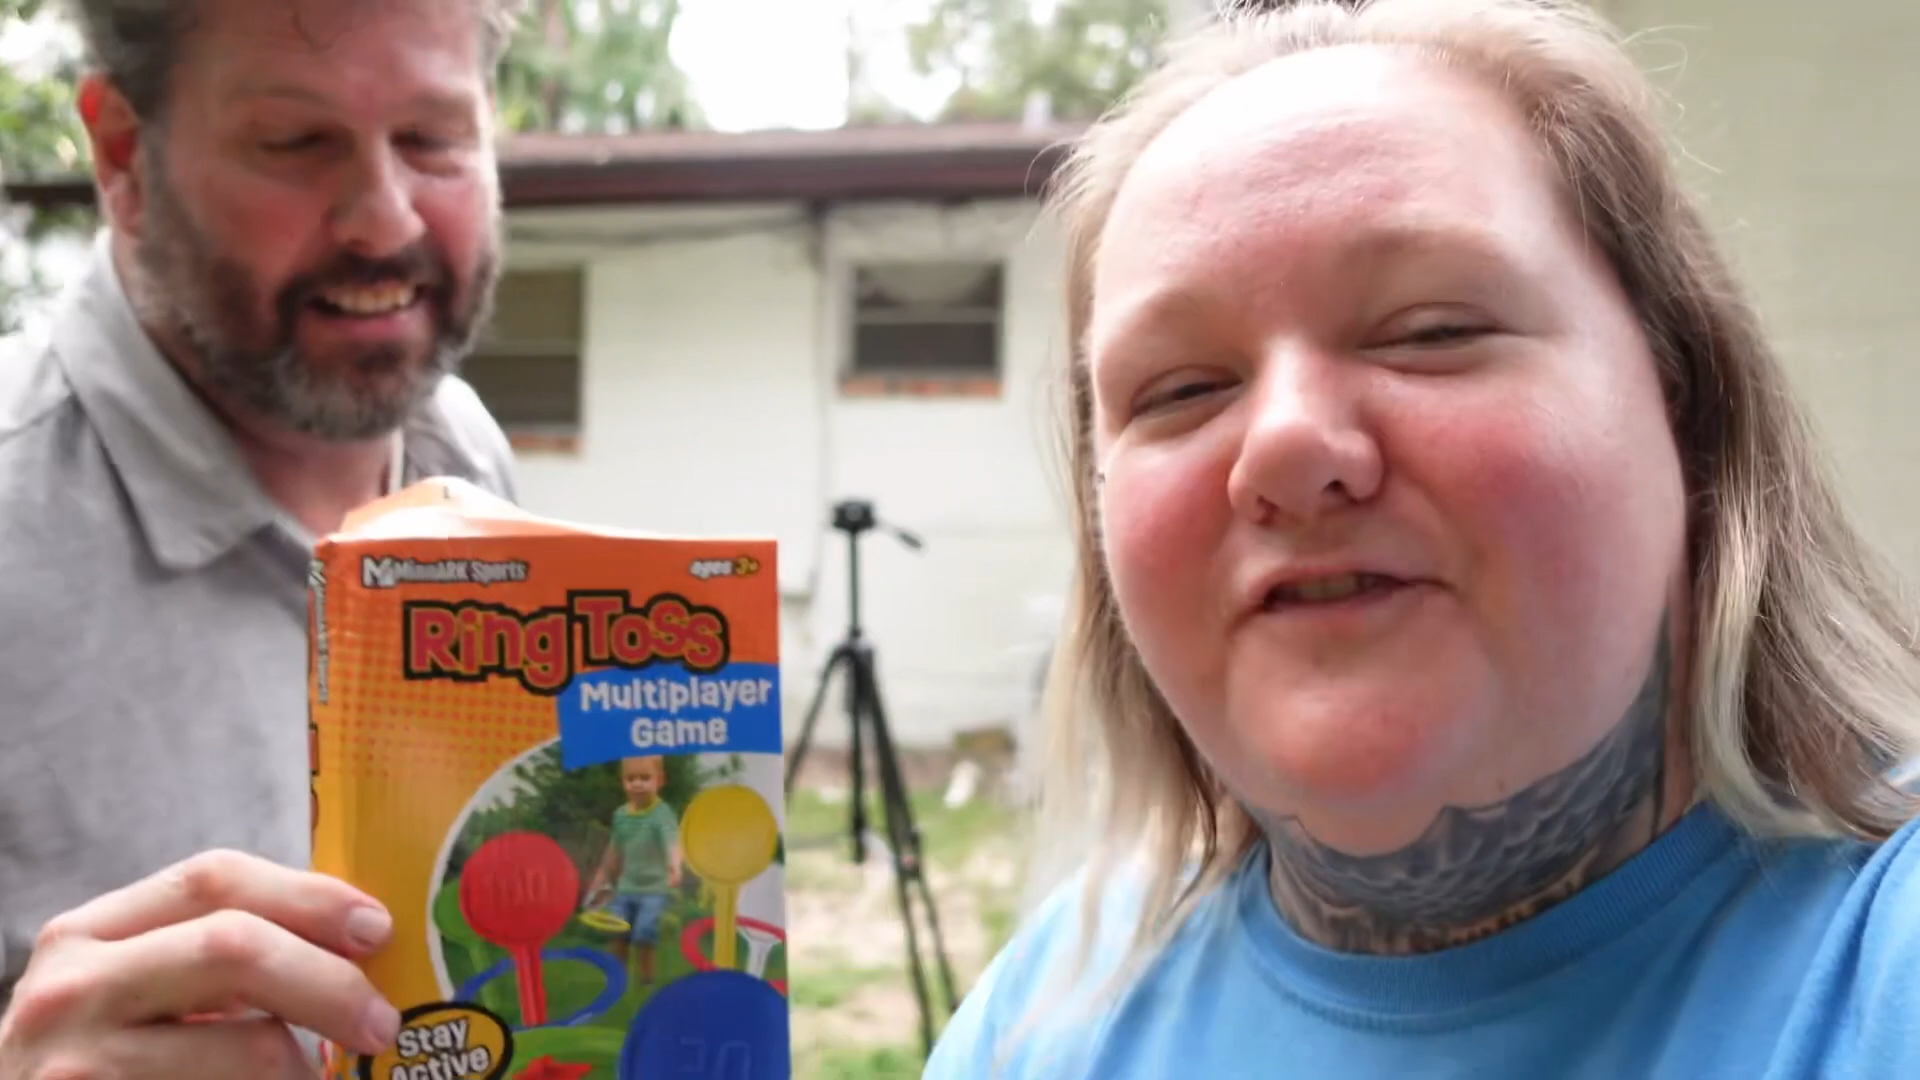 MinnARK Sports
ages 3+
Ring Toss
Multiplayer
Game
Stay
Active